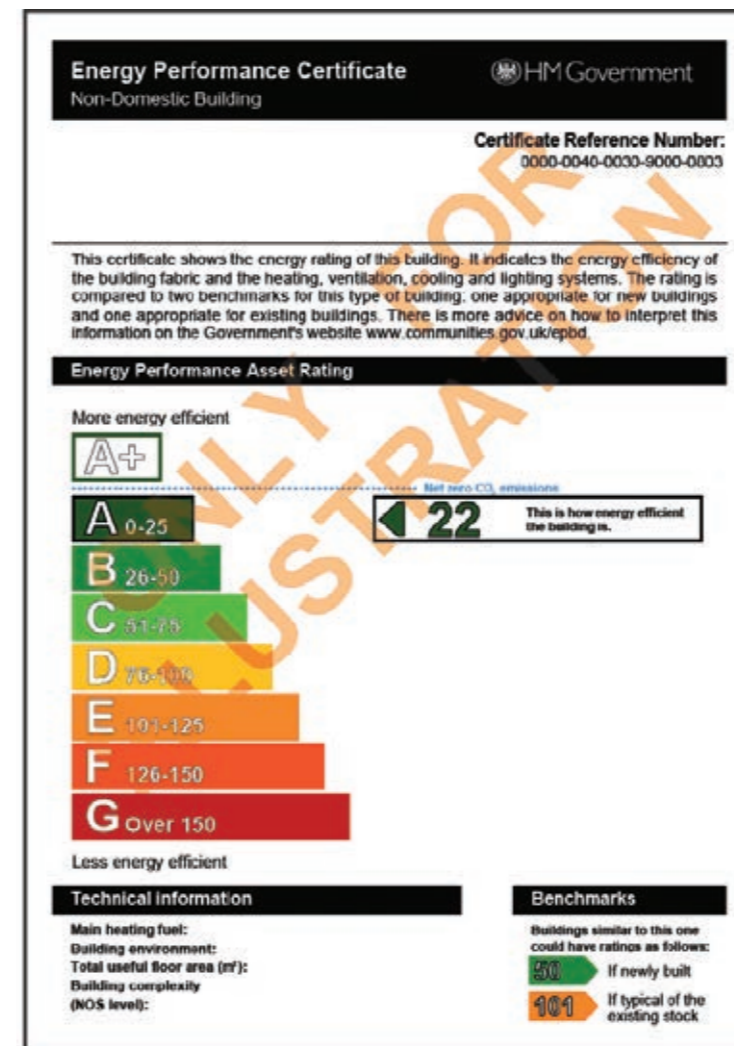 Energy Performance Certificate
HM Government
Non-Domestic Building
Certificate Reference Number:
0000-0040-0030-9000-0803
This certificate shows the energy rating of this building. It indicates the energy efficiency of
the building fabric and the heating, ventilation, cooling and lighting systems. The rating is
compared to two benchmarks for this type of building: one appropriate for new buildings
and one appropriate for existing buildings. There is more advice on how to interpret this
information on the Government's website www.communities.gov.uk/epbd.
Energy Performance Asset Rating
More energy efficient
A+
Net zero CO₂ emissions
A 0-25
22
This is how energy efficient
the building is.
B 26-50
C 51-75
D 76-100
E 101-125
F 126-150
G Over 150
Less energy efficient
ONLY FOR
ILLUSTRATION
Technical information
Main heating fuel:
Building environment:
Total useful floor area (m²):
Building complexity
(NOS level):
Benchmarks
Buildings similar to this one
could have ratings as follows:
50 If newly built
101 If typical of the
existing stock